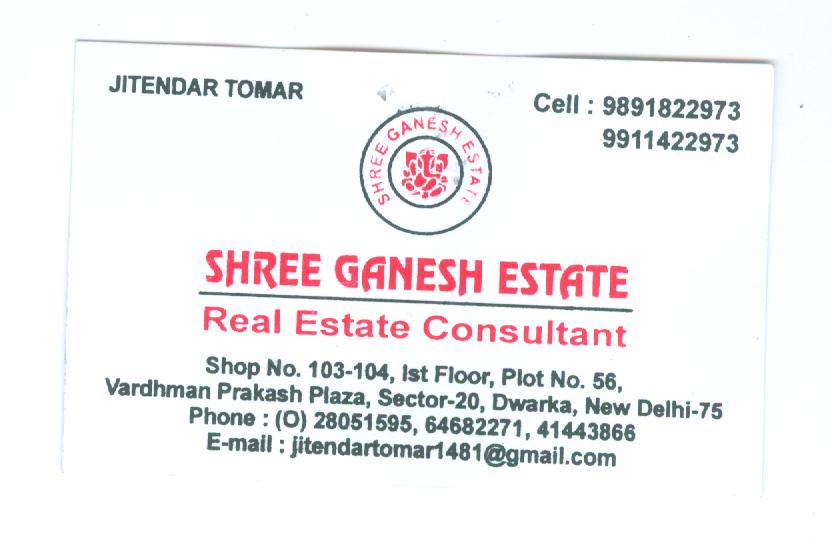 JITENDAR TOMAR
Cell : 9891822973
9911422973
SHREE GANESH ESTATE
SHREE GANESH ESTATE
Real Estate Consultant
Shop No. 103-104, Ist Floor, Plot No. 56,
Vardhman Prakash Plaza, Sector-20, Dwarka, New Delhi-75
Phone : (O) 28051595, 64682271, 41443866
E-mail : jitendartomar1481@gmail.com